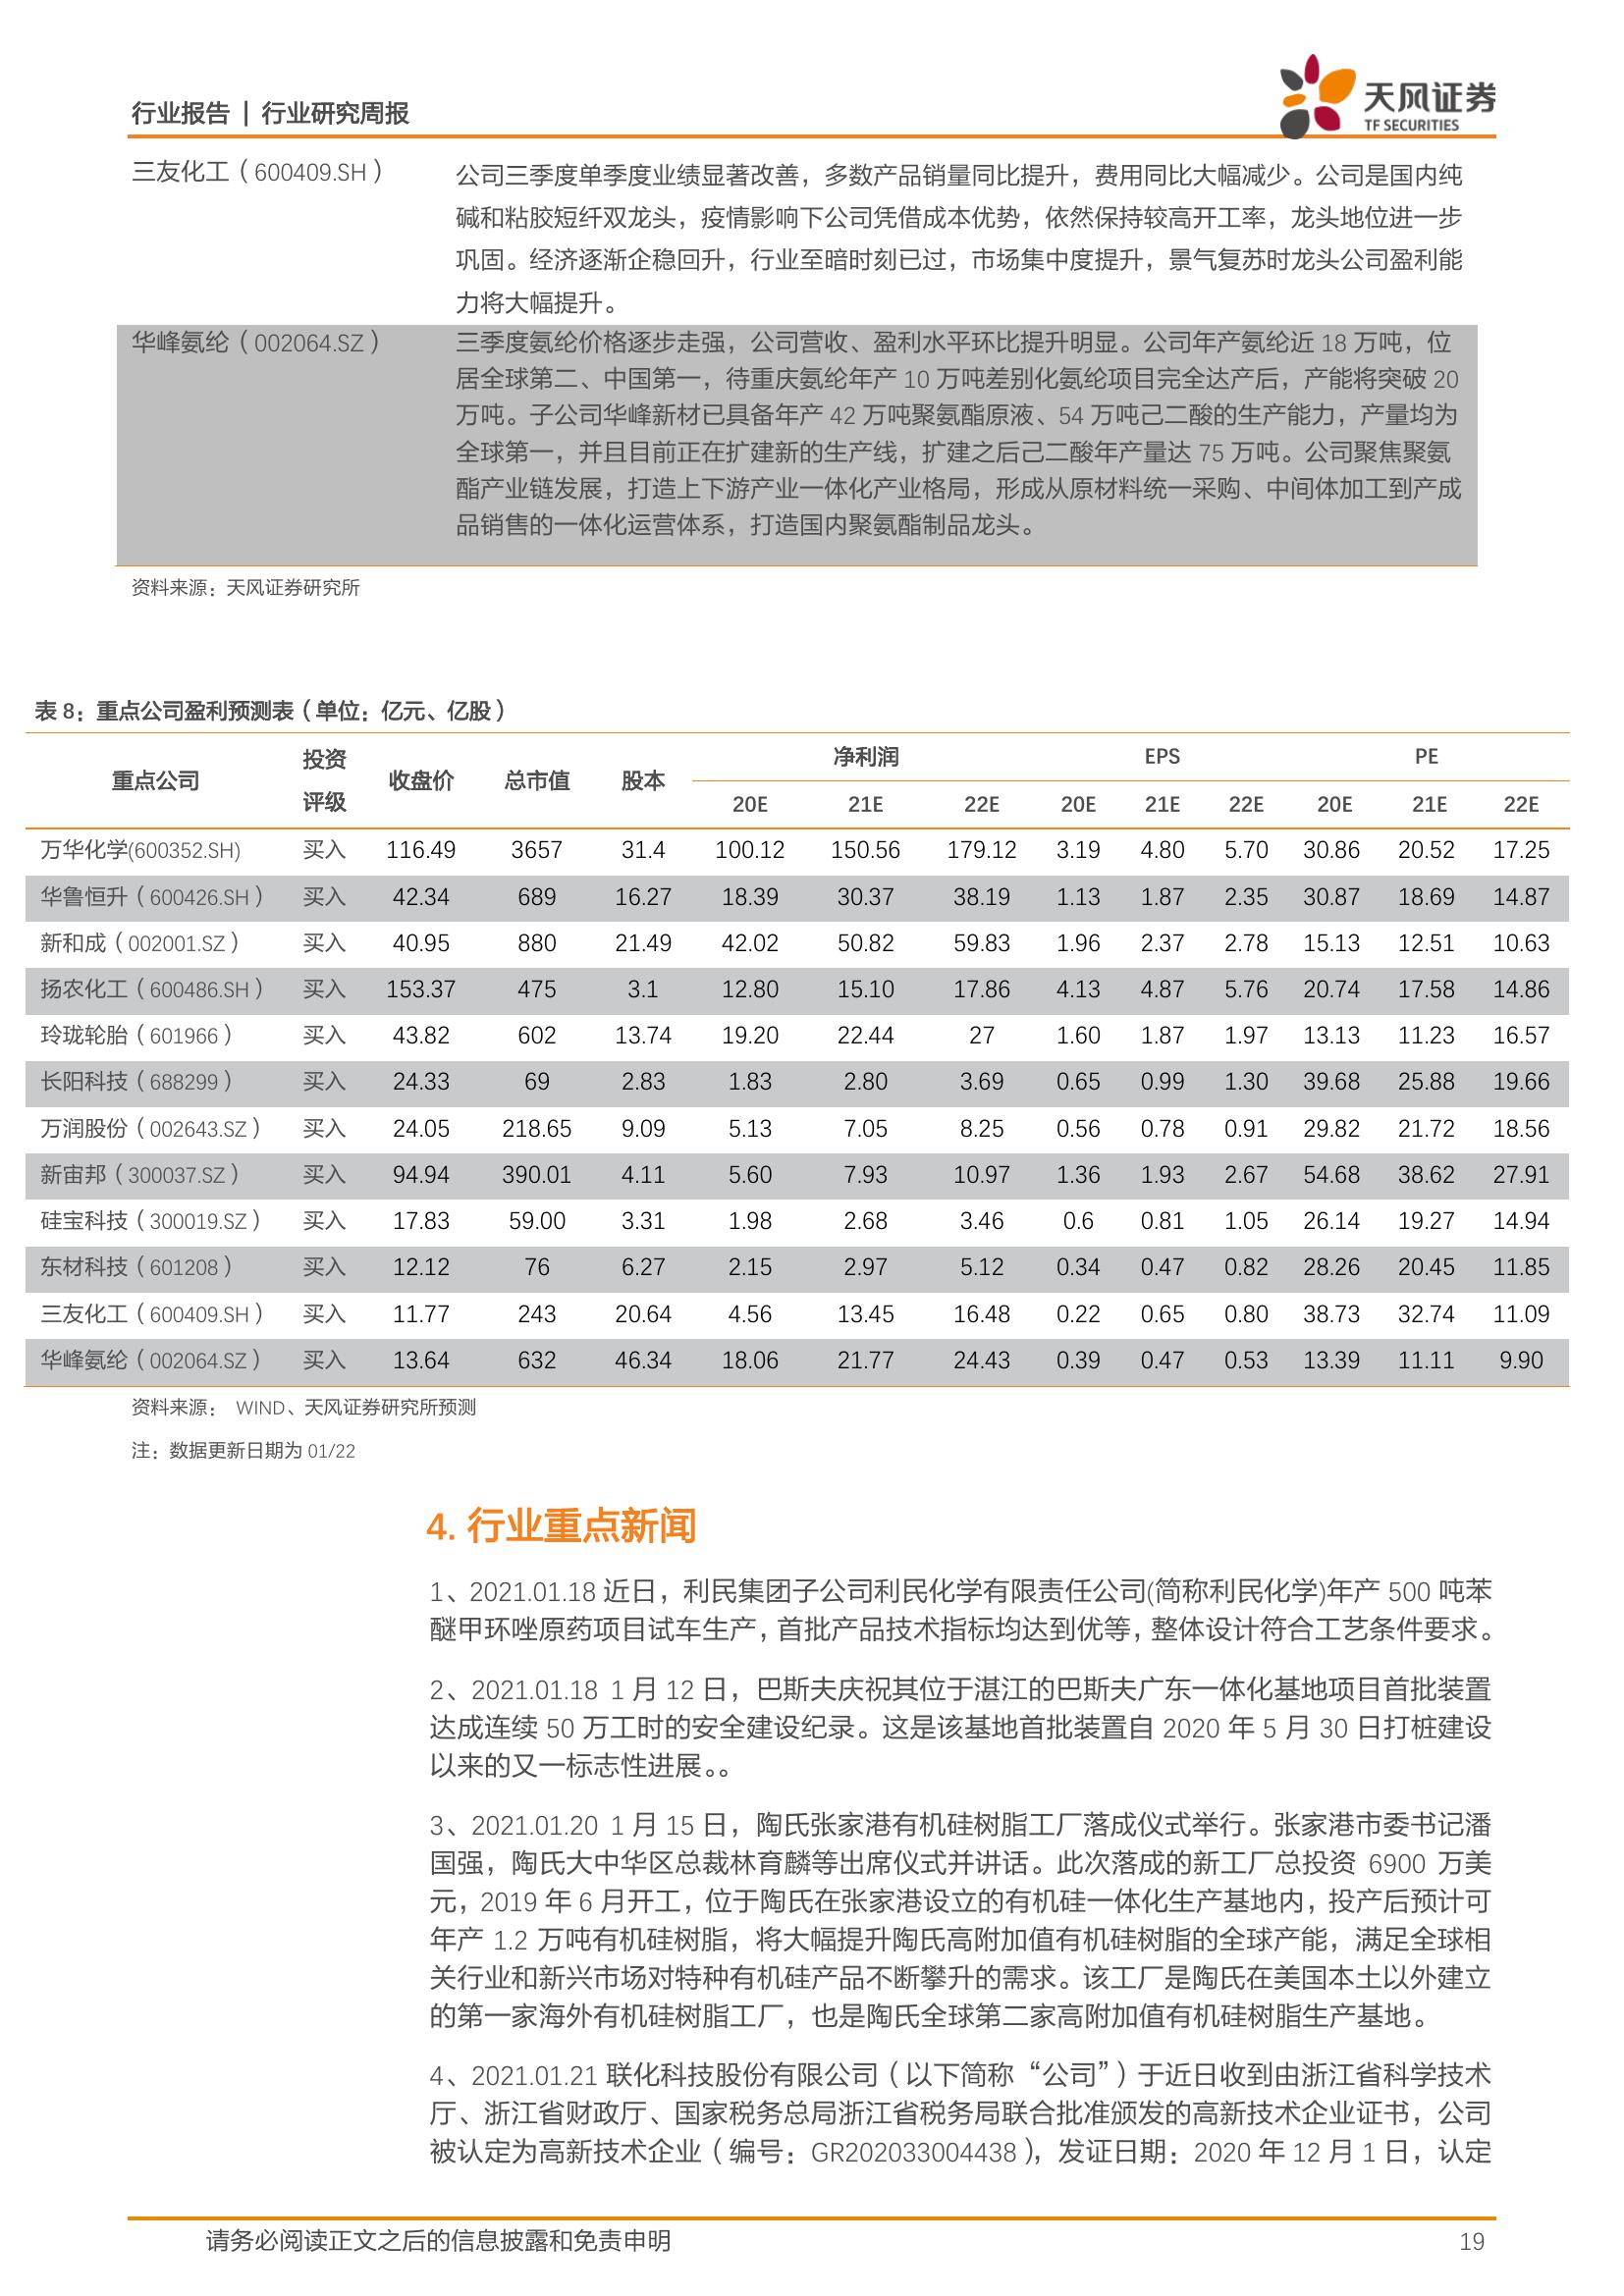 行业报告 | 行业研究周报
天风证券
TF SECURITIES
三友化工（600409.SH）
公司三季度单季度业绩显著改善，多数产品销量同比提升，费用同比大幅减少。公司是国内纯
碱和粘胶短纤双龙头，疫情影响下公司凭借成本优势，依然保持较高开工率，龙头地位进一步
巩固。经济逐渐企稳回升，行业至暗时刻已过，市场集中度提升，景气复苏时龙头公司盈利能
力将大幅提升。
华峰氨纶（002064.SZ）
三季度氨纶价格逐步走强，公司营收、盈利水平环比提升明显。公司年产氨纶近 18 万吨，位
居全球第二、中国第一，待重庆氨纶年产 10 万吨差别化氨纶项目完全达产后，产能将突破 20
万吨。子公司华峰新材已具备年产 42 万吨聚氨酯原液、54 万吨己二酸的生产能力，产量均为
全球第一，并且目前正在扩建新的生产线，扩建之后己二酸年产量达 75 万吨。公司聚焦聚氨
酯产业链发展，打造上下游产业一体化产业格局，形成从原材料统一采购、中间体加工到产成
品销售的一体化运营体系，打造国内聚氨酯制品龙头。
资料来源：天风证券研究所
表 8：重点公司盈利预测表（单位：亿元、亿股）
重点公司 投资评级 收盘价 总市值 股本 净利润 EPS PE
20E 21E 22E 20E 21E 22E 20E 21E 22E
万华化学(600352.SH) 买入 116.49 3657 31.4 100.12 150.56 179.12 3.19 4.80 5.70 30.86 20.52 17.25
华鲁恒升（600426.SH） 买入 42.34 689 16.27 18.39 30.37 38.19 1.13 1.87 2.35 30.87 18.69 14.87
新和成（002001.SZ） 买入 40.95 880 21.49 42.02 50.82 59.83 1.96 2.37 2.78 15.13 12.51 10.63
扬农化工（600486.SH） 买入 153.37 475 3.1 12.80 15.10 17.86 4.13 4.87 5.76 20.74 17.58 14.86
玲珑轮胎（601966） 买入 43.82 602 13.74 19.20 22.44 27 1.60 1.87 1.97 13.13 11.23 16.57
长阳科技（688299） 买入 24.33 69 2.83 1.83 2.80 3.69 0.65 0.99 1.30 39.68 25.88 19.66
万润股份（002643.SZ） 买入 24.05 218.65 9.09 5.13 7.05 8.25 0.56 0.78 0.91 29.82 21.72 18.56
新宙邦（300037.SZ） 买入 94.94 390.01 4.11 5.60 7.93 10.97 1.36 1.93 2.67 54.68 38.62 27.91
硅宝科技（300019.SZ） 买入 17.83 59.00 3.31 1.98 2.68 3.46 0.6 0.81 1.05 26.14 19.27 14.94
东材科技（601208） 买入 12.12 76 6.27 2.15 2.97 5.12 0.34 0.47 0.82 28.26 20.45 11.85
三友化工（600409.SH） 买入 11.77 243 20.64 4.56 13.45 16.48 0.22 0.65 0.80 38.73 32.74 11.09
华峰氨纶（002064.SZ） 买入 13.64 632 46.34 18.06 21.77 24.43 0.39 0.47 0.53 13.39 11.11 9.90
资料来源： WIND、天风证券研究所预测
注：数据更新日期为 01/22
4. 行业重点新闻
1、2021.01.18 近日，利民集团子公司利民化学有限责任公司(简称利民化学)年产 500 吨苯
醚甲环唑原药项目试车生产，首批产品技术指标均达到优等，整体设计符合工艺条件要求。
2、2021.01.18 1 月 12 日，巴斯夫庆祝其位于湛江的巴斯夫广东一体化基地项目首批装置
达成连续 50 万工时的安全建设纪录。这是该基地首批装置自 2020 年 5 月 30 日打桩建设
以来的又一标志性进展。。
3、2021.01.20 1 月 15 日，陶氏张家港有机硅树脂工厂落成仪式举行。张家港市委书记潘
国强，陶氏大中华区总裁林育麟等出席仪式并讲话。此次落成的新工厂总投资 6900 万美
元，2019 年 6 月开工，位于陶氏在张家港设立的有机硅一体化生产基地内，投产后预计可
年产 1.2 万吨有机硅树脂，将大幅提升陶氏高附加值有机硅树脂的全球产能，满足全球相
关行业和新兴市场对特种有机硅产品不断攀升的需求。该工厂是陶氏在美国本土以外建立
的第一家海外有机硅树脂工厂，也是陶氏全球第二家高附加值有机硅树脂生产基地。
4、2021.01.21 联化科技股份有限公司（以下简称“公司”）于近日收到由浙江省科学技术
厅、浙江省财政厅、国家税务总局浙江省税务局联合批准颁发的高新技术企业证书，公司
被认定为高新技术企业（编号：GR202033004438），发证日期：2020 年 12 月 1 日，认定
请务必阅读正文之后的信息披露和免责申明
19